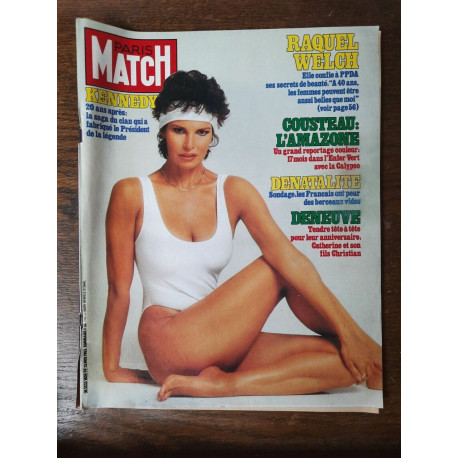 PARIS
MATCH
KENNEDY
20 ans après:
la saga du clan qui a
fabriqué le Président
de la légende
RAQUEL
WELCH
Elle confie à PPDA
ses secrets de beauté. "A 40 ans,
les femmes peuvent être
aussi belles que moi"
(voir page 56)
COUSTEAU:
L'AMAZONE
Un grand reportage couleur:
17 mois dans l'Enfer Vert
avec la Calypso
DENATALITE
Sondage. les Français ont peur
des berceaux vides
DENEUVE
Tendre tête à tête
pour leur anniversaire.
Catherine et son
fils Christian